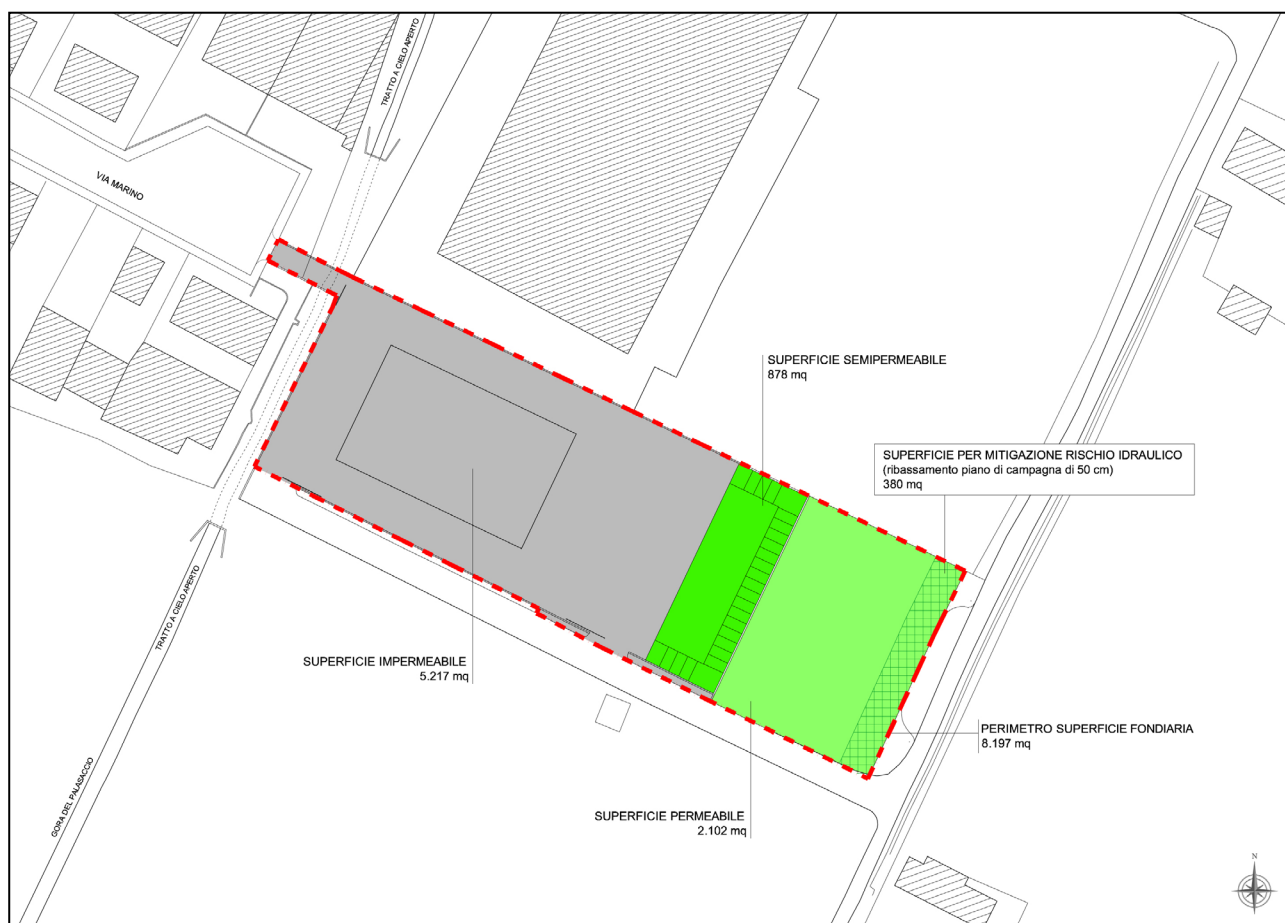 TRATTO A CIELO APERTO
VIA MARINO
SUPERFICIE SEMIPERMEABILE
878 mq
SUPERFICIE PER MITIGAZIONE RISCHIO IDRAULICO
(ribassamento piano di campagna di 50 cm)
380 mq
TRATTO A CIELO APERTO
SUPERFICIE IMPERMEABILE
5.217 mq
PERIMETRO SUPERFICIE FONDIARIA
8.197 mq
GORA DEL PALASACCIO
SUPERFICIE PERMEABILE
2.102 mq
N